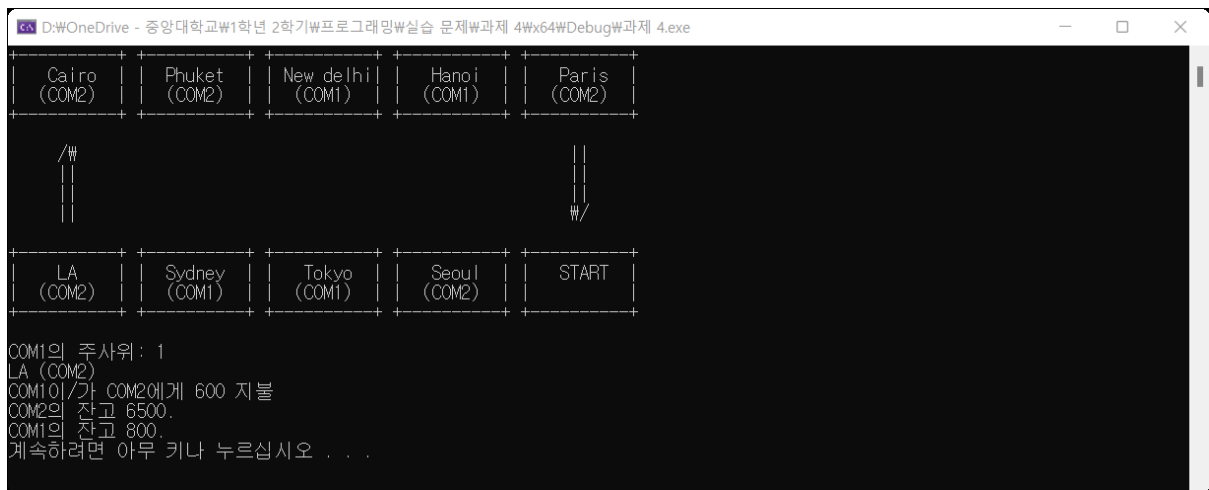 D:₩OneDrive - 중앙대학교₩1학년 2학기₩프로그래밍₩실습 문제₩과제 4₩x64₩Debug₩과제 4.exe
+----------+ +----------+ +----------+ +----------+ +----------+
|   Cairo  | |  Phuket  | | New delhi| |   Hanoi  | |   Paris  |
|  (COM2)  | |  (COM2)  | |  (COM1)  | |  (COM1)  | |  (COM2)  |
+----------+ +----------+ +----------+ +----------+ +----------+
/₩ ||
|| ||
|| ||
|| ₩/
+----------+ +----------+ +----------+ +----------+ +----------+
|    LA    | |  Sydney  | |   Tokyo  | |   Seoul  | |   START  |
|  (COM2)  | |  (COM1)  | |  (COM1)  | |  (COM2)  | |          |
+----------+ +----------+ +----------+ +----------+ +----------+
COM1의 주사위: 1
LA (COM2)
COM1이/가 COM2에게 600 지불
COM2의 잔고 6500.
COM1의 잔고 800.
계속하려면 아무 키나 누르십시오 . . .